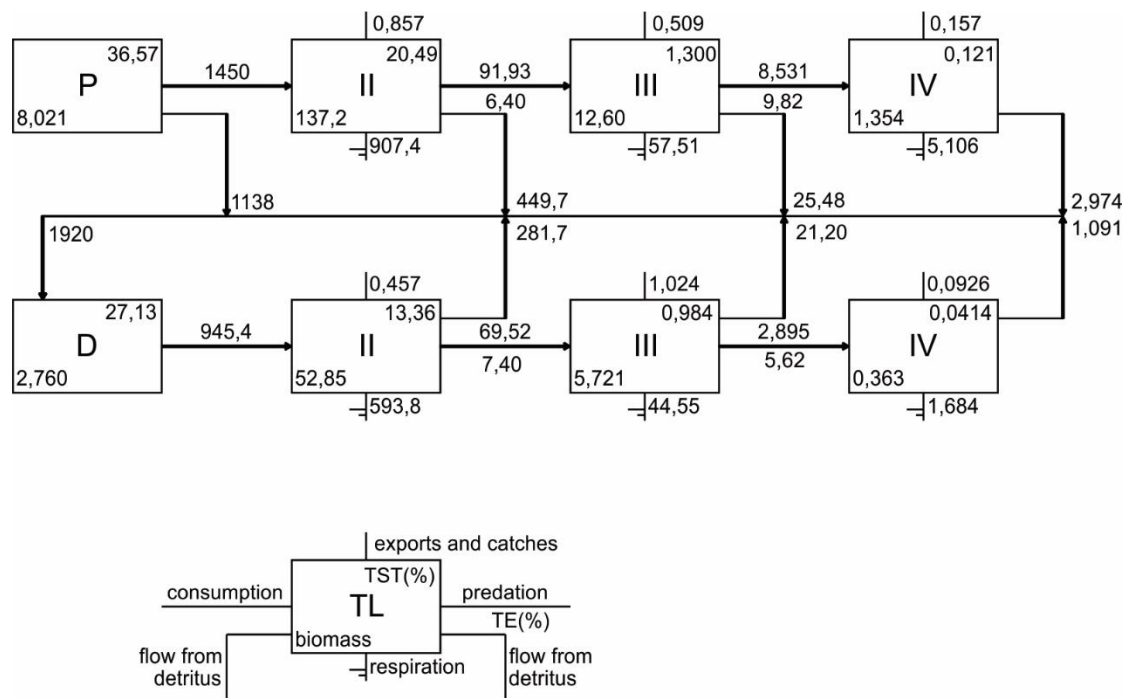 0,857 0,509 0,157
36,57 20,49 1,300 0,121
P 1450 II 91,93 III 8,531 IV
6,40 9,82
8,021 137,2 12,60 1,354
907,4 57,51 5,106
1138 449,7 25,48 2,974
1920 281,7 21,20 1,091
0,457 1,024 0,0926
27,13 13,36 0,984 0,0414
D 945,4 II 69,52 III 2,895 IV
7,40 5,62
2,760 52,85 5,721 0,363
593,8 44,55 1,684
exports and catches
TST(%)
consumption TL predation
TE(%)
biomass
flow from respiration flow from
detritus detritus